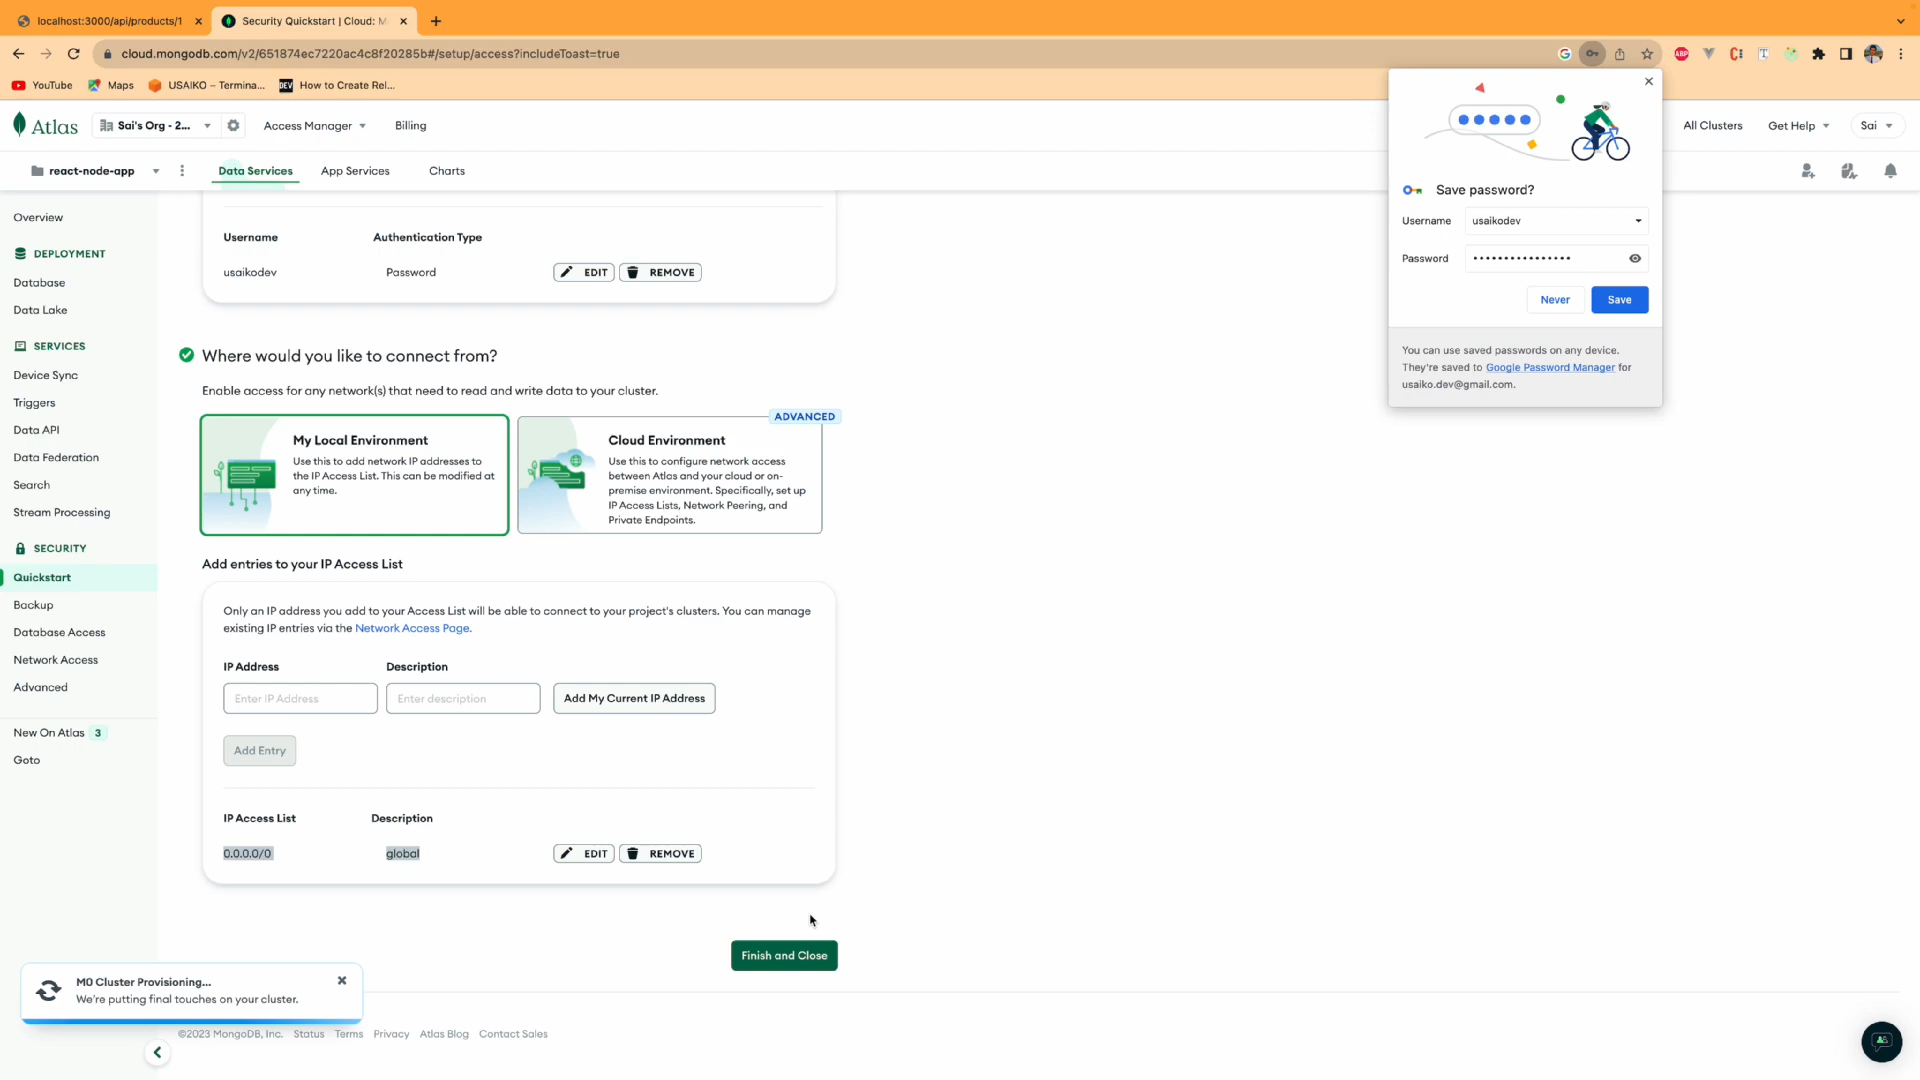 localhost:3000/api/products/1
Security Quickstart | Cloud: M
cloud.mongodb.com/v2/651874ec7220ac4c8f20285b#/setup/access?includeToast=true
YouTube
Maps
USAIKO – Termina...
DEV
How to Create Rel...
Atlas
Sai's Org - 2...
Access Manager
Billing
All Clusters
Get Help
Sai
react-node-app
Data Services
App Services
Charts
Overview
DEPLOYMENT
Database
Data Lake
SERVICES
Device Sync
Triggers
Data API
Data Federation
Search
Stream Processing
SECURITY
Quickstart
Backup
Database Access
Network Access
Advanced
New On Atlas 3
Goto
Username
Authentication Type
usaikodev
Password
EDIT
REMOVE
Where would you like to connect from?
Enable access for any network(s) that need to read and write data to your cluster.
My Local Environment
Use this to add network IP addresses to
the IP Access List. This can be modified at
any time.
ADVANCED
Cloud Environment
Use this to configure network access
between Atlas and your cloud or on-
premise environment. Specifically, set up
IP Access Lists, Network Peering, and
Private Endpoints.
Add entries to your IP Access List
Only an IP address you add to your Access List will be able to connect to your project's clusters. You can manage
existing IP entries via the Network Access Page.
IP Address
Description
Enter IP Address
Enter description
Add My Current IP Address
Add Entry
IP Access List
Description
0.0.0.0/0
global
EDIT
REMOVE
Finish and Close
M0 Cluster Provisioning...
We're putting final touches on your cluster.
©2023 MongoDB, Inc.
Status
Terms
Privacy
Atlas Blog
Contact Sales
Save password?
Username
usaikodev
Password
••••••••••••••••
Never
Save
You can use saved passwords on any device.
They're saved to Google Password Manager for
usaiko.dev@gmail.com.
ABP